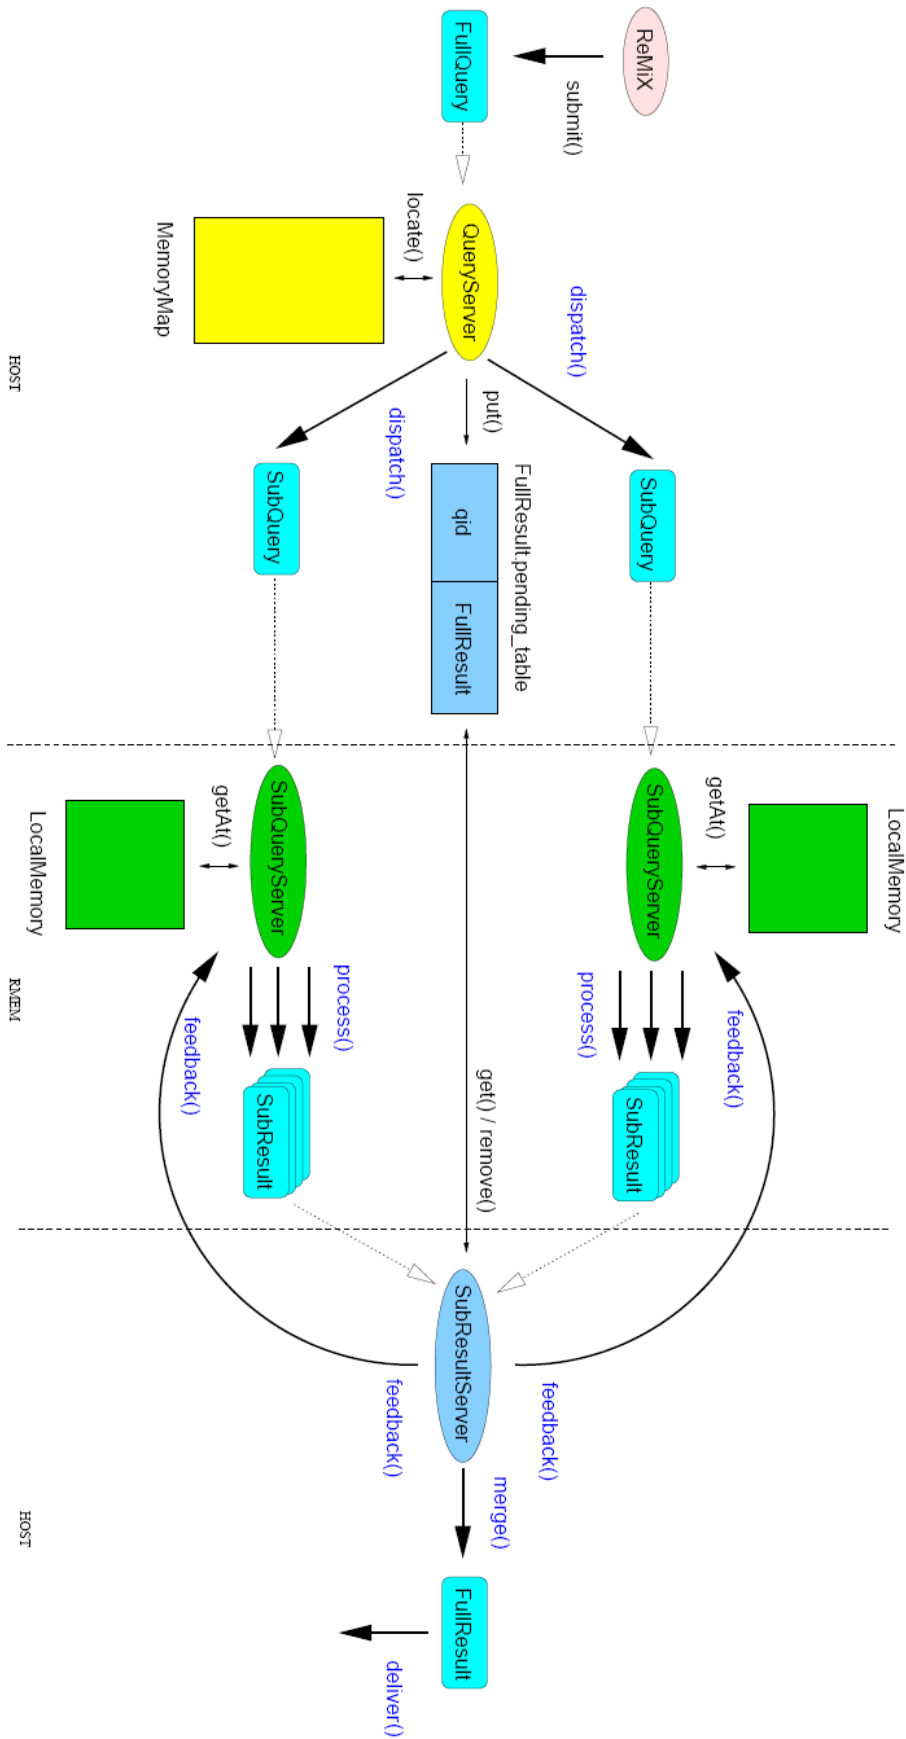 ReMiX
submit()
FullQuery
QueryServer
locate()
MemoryMap
HOST
dispatch()
put()
dispatch()
SubQuery
FullResult.pending_table
qid
FullResult
SubQuery
LocalMemory
getAt()
SubQueryServer
SubQueryServer
getAt()
LocalMemory
RMEM
process()
feedback()
process()
feedback()
SubResult
get() / remove()
SubResult
SubResultServer
feedback()
feedback()
merge()
HOST
FullResult
deliver()